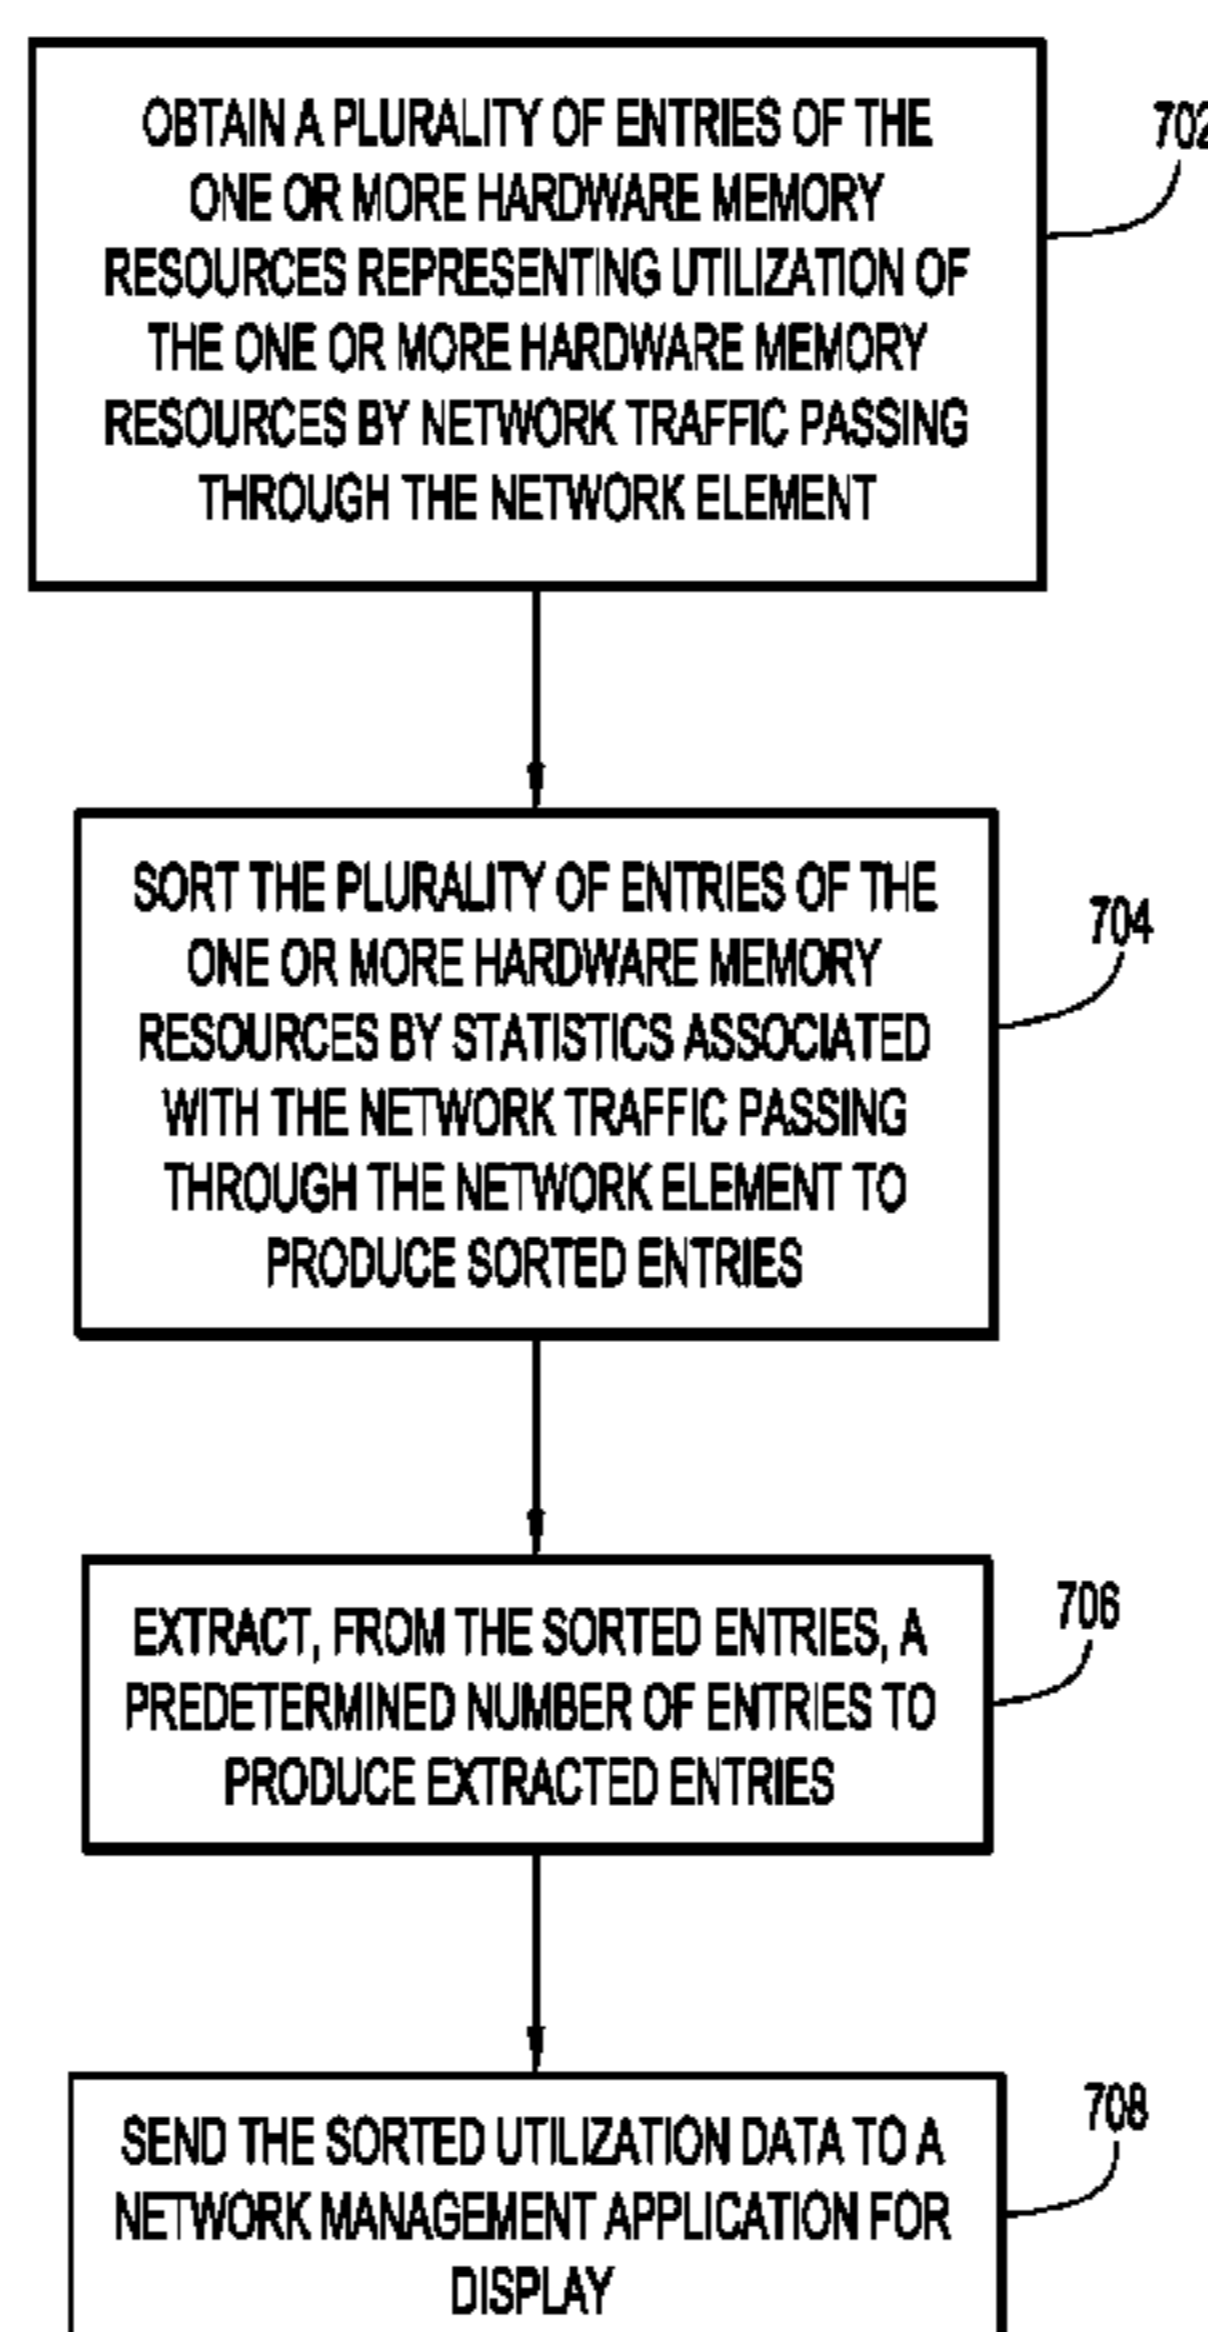 OBTAIN A PLURALITY OF ENTRIES OF THE
ONE OR MORE HARDWARE MEMORY
RESOURCES REPRESENTING UTILIZATION OF
THE ONE OR MORE HARDWARE MEMORY
RESOURCES BY NETWORK TRAFFIC PASSING
THROUGH THE NETWORK ELEMENT
702
SORT THE PLURALITY OF ENTRIES OF THE
ONE OR MORE HARDWARE MEMORY
RESOURCES BY STATISTICS ASSOCIATED
WITH THE NETWORK TRAFFIC PASSING
THROUGH THE NETWORK ELEMENT TO
PRODUCE SORTED ENTRIES
704
EXTRACT, FROM THE SORTED ENTRIES, A
PREDETERMINED NUMBER OF ENTRIES TO
PRODUCE EXTRACTED ENTRIES
706
SEND THE SORTED UTILIZATION DATA TO A
NETWORK MANAGEMENT APPLICATION FOR
DISPLAY
708